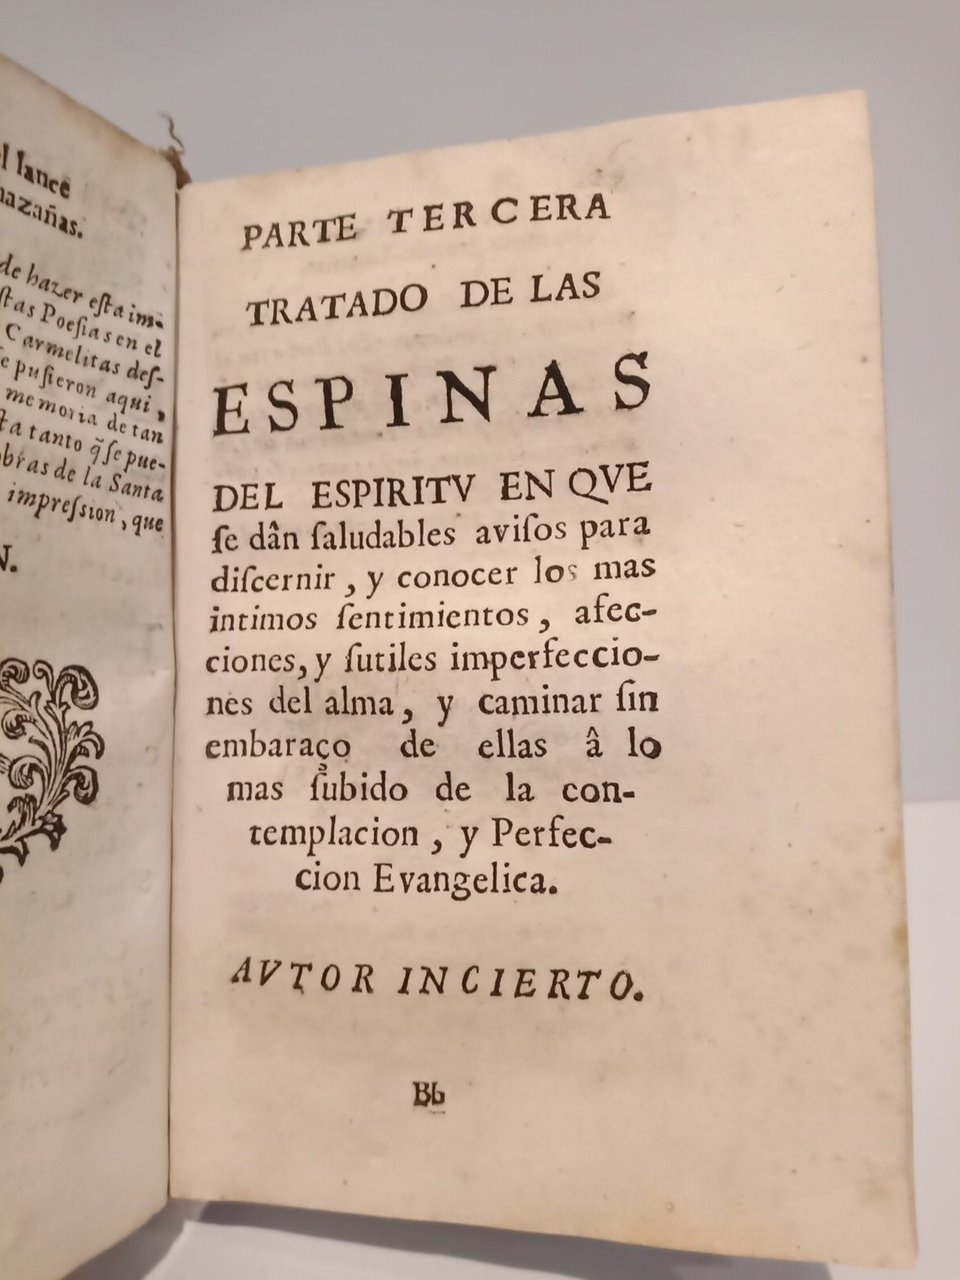 lance
hazañas.
de hazer eſta im-
ſtas Poeſias en el
Carmelitas deſ-
puſieron aqui,
memoria de tan
tanto q̃ ſe pue-
obras de la Santa
impreſsion, que
N.
PARTE TERCERA
TRATADO DE LAS
ESPINAS
DEL ESPIRITV EN QVE
ſe dân ſaludables aviſos para
diſcernir, y conocer los mas
intimos ſentimientos, afec-
ciones, y ſutiles imperfeccio-
nes del alma, y caminar ſin
embaraço de ellas â lo
mas ſubido de la con-
templacion, y Perfec-
cion Evangelica.
AVTOR INCIERTO.
Bb